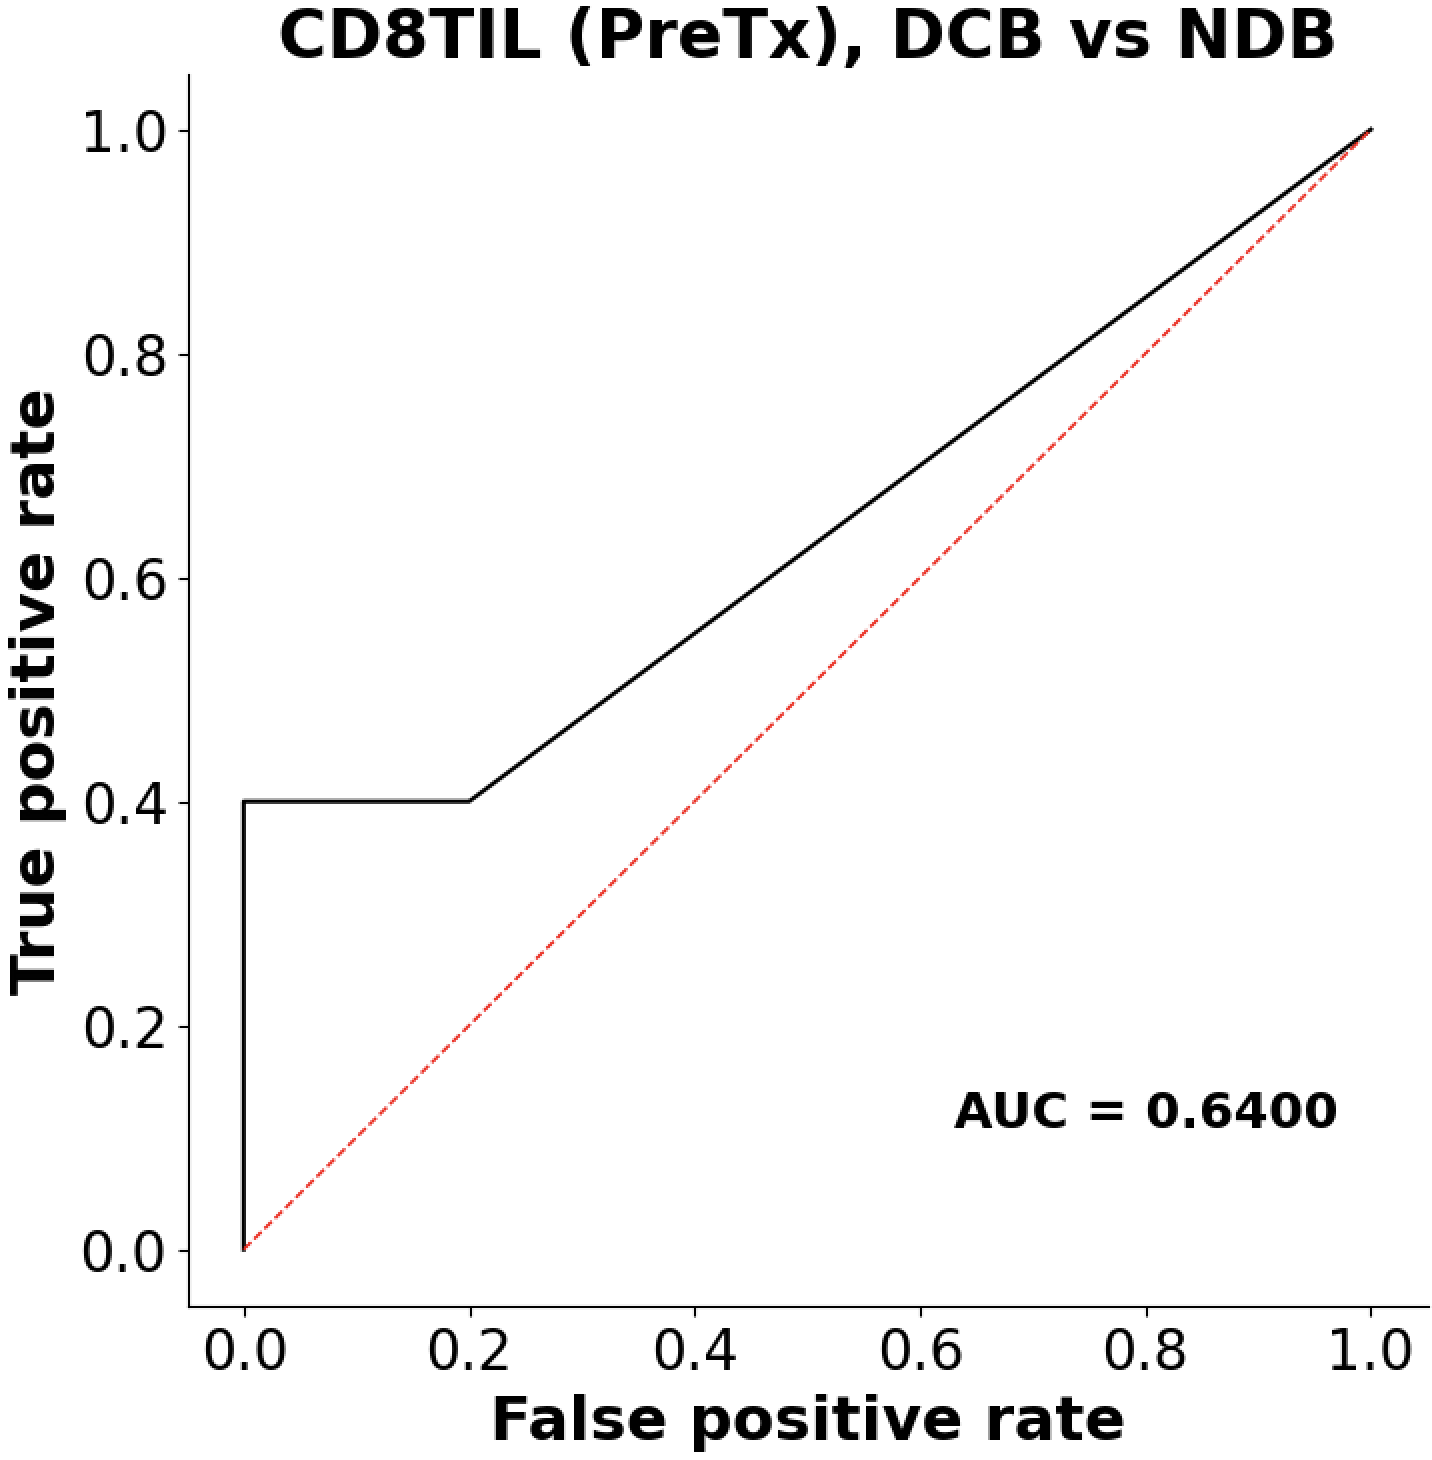 CD8TIL (PreTx), DCB vs NDB
True positive rate
1.0
0.8
0.6
0.4
0.2
0.0
AUC = 0.6400
0.0 0.2 0.4 0.6 0.8 1.0
False positive rate